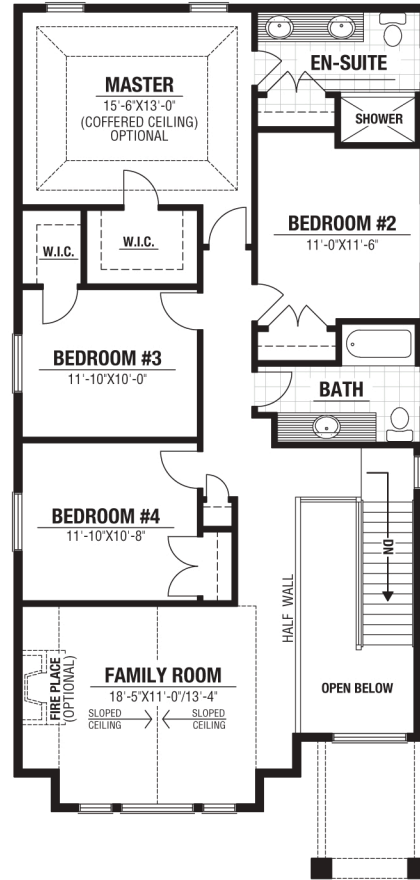 MASTER
15'-6"X13'-0"
(COFFERED CEILING)
OPTIONAL
EN-SUITE
SHOWER
BEDROOM #2
11'-0"X11'-6"
W.I.C.
W.I.C.
BEDROOM #3
11'-10"X10'-0"
BATH
BEDROOM #4
11'-10"X10'-8"
DN
HALF WALL
OPEN BELOW
FAMILY ROOM
18'-5"X11'-0"/13'-4"
FIRE PLACE
(OPTIONAL)
SLOPED
CEILING
SLOPED
CEILING